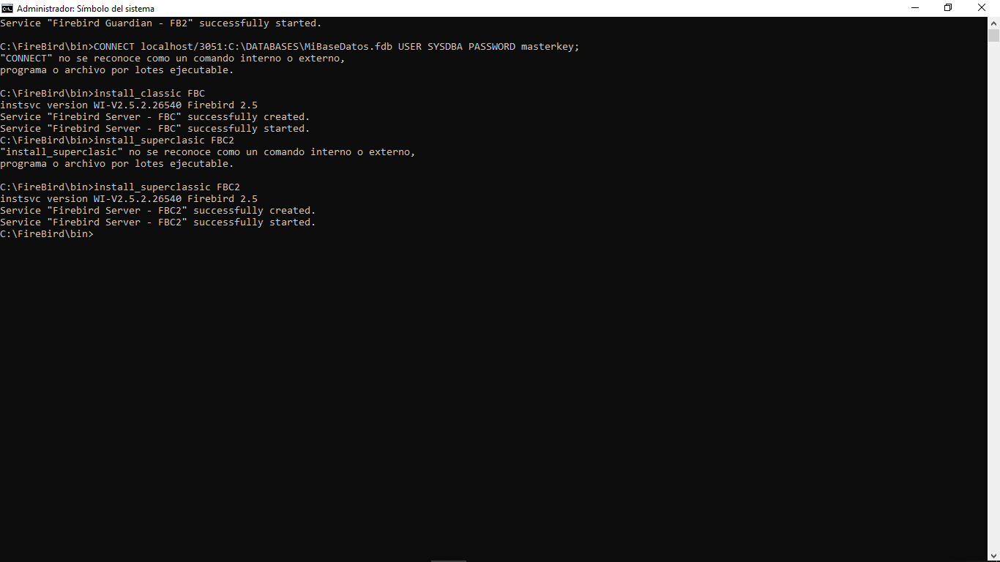 Administrador: Símbolo del sistema
Service "Firebird Guardian - FB2" successfully started.
C:\FireBird\bin>CONNECT localhost/3051:C:\DATABASES\MiBaseDatos.fdb USER SYSDBA PASSWORD masterkey;
"CONNECT" no se reconoce como un comando interno o externo,
programa o archivo por lotes ejecutable.
C:\FireBird\bin>install_classic FBC
instsvc version WI-V2.5.2.26540 Firebird 2.5
Service "Firebird Server - FBC" successfully created.
Service "Firebird Server - FBC" successfully started.
C:\FireBird\bin>install_superclasic FBC2
"install_superclasic" no se reconoce como un comando interno o externo,
programa o archivo por lotes ejecutable.
C:\FireBird\bin>install_superclassic FBC2
instsvc version WI-V2.5.2.26540 Firebird 2.5
Service "Firebird Server - FBC2" successfully created.
Service "Firebird Server - FBC2" successfully started.
C:\FireBird\bin>